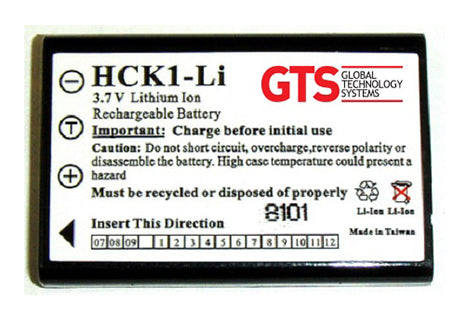 HCK1-Li
GTS GLOBAL
TECHNOLOGY
SYSTEMS
3.7 V Lithium Ion
Rechargeable Battery
T
Important: Charge before initial use
Caution: Do not short circuit, overcharge,reverse polarity or
disassemble the battery. High case temperature could present a
hazard
Must be recycled or disposed of properly
8101
Li-Ion Li-Ion
Insert This Direction
Made in Taiwan
07 08 09 1 2 3 4 5 6 7 8 9 10 11 12